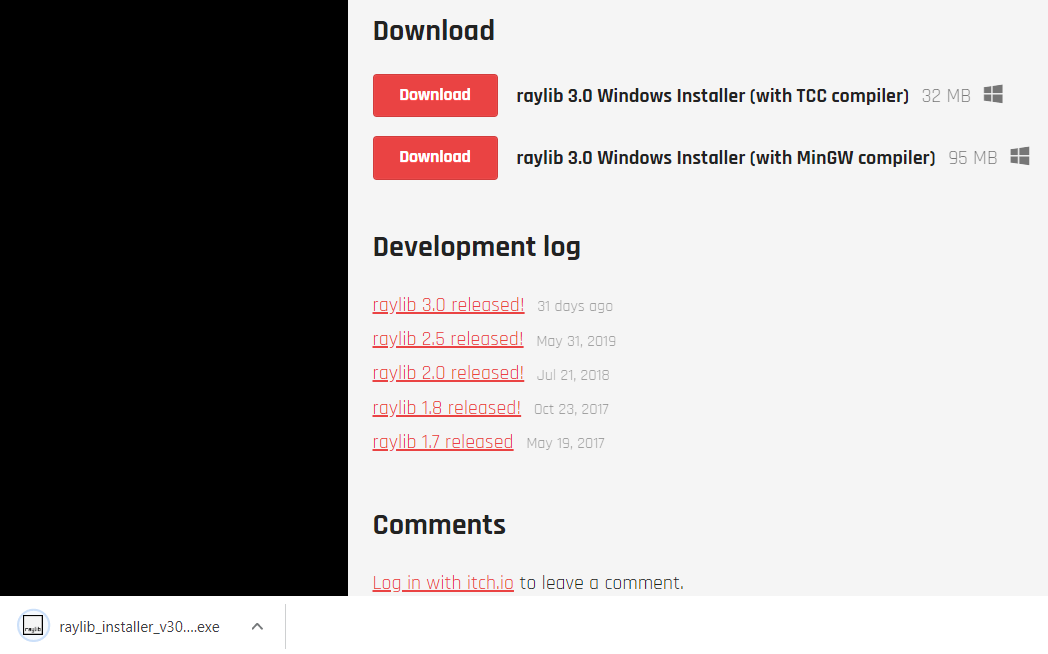 Download
Download raylib 3.0 Windows Installer (with TCC compiler) 32 MB
Download raylib 3.0 Windows Installer (with MinGW compiler) 95 MB
Development log
raylib 3.0 released! 31 days ago
raylib 2.5 released! May 31, 2019
raylib 2.0 released! Jul 21, 2018
raylib 1.8 released! Oct 23, 2017
raylib 1.7 released May 19, 2017
Comments
Log in with itch.io to leave a comment.
raylib raylib_installer_v30....exe